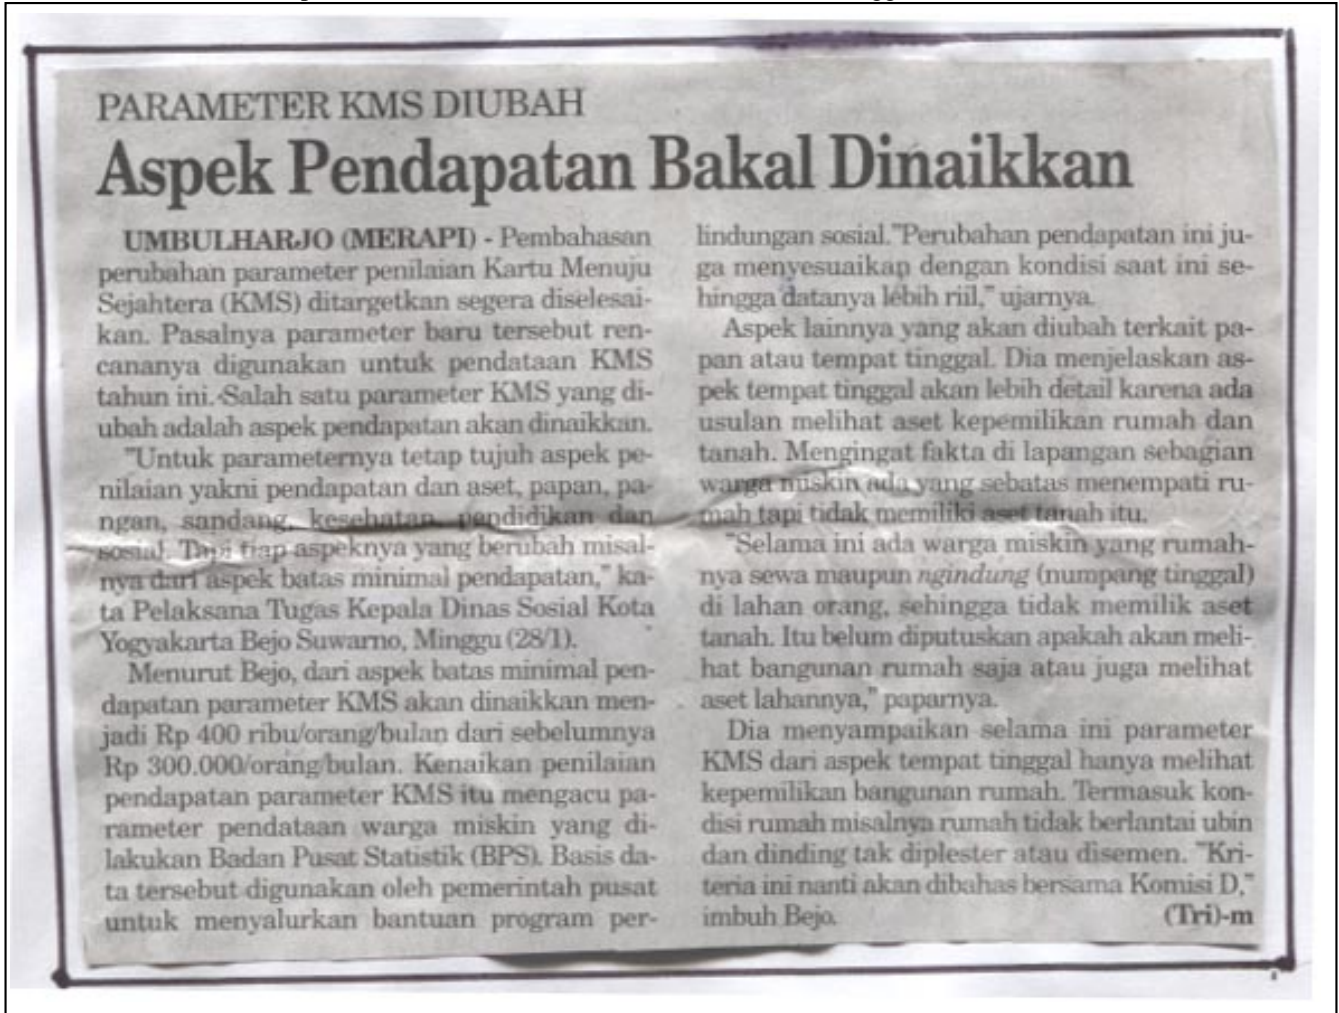 PARAMETER KMS DIUBAH
Aspek Pendapatan Bakal Dinaikkan
UMBULHARJO (MERAPI) - Pembahasan
perubahan parameter penilaian Kartu Menuju
Sejahtera (KMS) ditargetkan segera diselesai-
kan. Pasalnya parameter baru tersebut ren-
cananya digunakan untuk pendataan KMS
tahun ini. Salah satu parameter KMS yang di-
ubah adalah aspek pendapatan akan dinaikkan.
"Untuk parameternya tetap tujuh aspek pe-
nilaian yakni pendapatan dan aset, papan, pa-
ngan, sandang, kesehatan, pendidikan dan
sosial. Tapi tiap aspeknya yang berubah misal-
nya dari aspek batas minimal pendapatan," ka-
ta Pelaksana Tugas Kepala Dinas Sosial Kota
Yogyakarta Bejo Suwarno, Minggu (28/1).
Menurut Bejo, dari aspek batas minimal pen-
dapatan parameter KMS akan dinaikkan men-
jadi Rp 400 ribu/orang/bulan dari sebelumnya
Rp 300.000/orang/bulan. Kenaikan penilaian
pendapatan parameter KMS itu mengacu pa-
rameter pendataan warga miskin yang di-
lakukan Badan Pusat Statistik (BPS). Basis da-
ta tersebut digunakan oleh pemerintah pusat
untuk menyalurkan bantuan program per-
lindungan sosial."Perubahan pendapatan ini ju-
ga menyesuaikan dengan kondisi saat ini se-
hingga datanya lebih riil," ujarnya.
Aspek lainnya yang akan diubah terkait pa-
pan atau tempat tinggal. Dia menjelaskan as-
pek tempat tinggal akan lebih detail karena ada
usulan melihat aset kepemilikan rumah dan
tanah. Mengingat fakta di lapangan sebagian
warga miskin ada yang sebatas menempati ru-
mah tapi tidak memiliki aset tanah itu.
"Selama ini ada warga miskin yang rumah-
nya sewa maupun ngindung (numpang tinggal)
di lahan orang, sehingga tidak memilik aset
tanah. Itu belum diputuskan apakah akan meli-
hat bangunan rumah saja atau juga melihat
aset lahannya," paparnya.
Dia menyampaikan selama ini parameter
KMS dari aspek tempat tinggal hanya melihat
kepemilikan bangunan rumah. Termasuk kon-
disi rumah misalnya rumah tidak berlantai ubin
dan dinding tak diplester atau disemen. "Kri-
teria ini nanti akan dibahas bersama Komisi D,"
imbuh Bejo. (Tri)-m